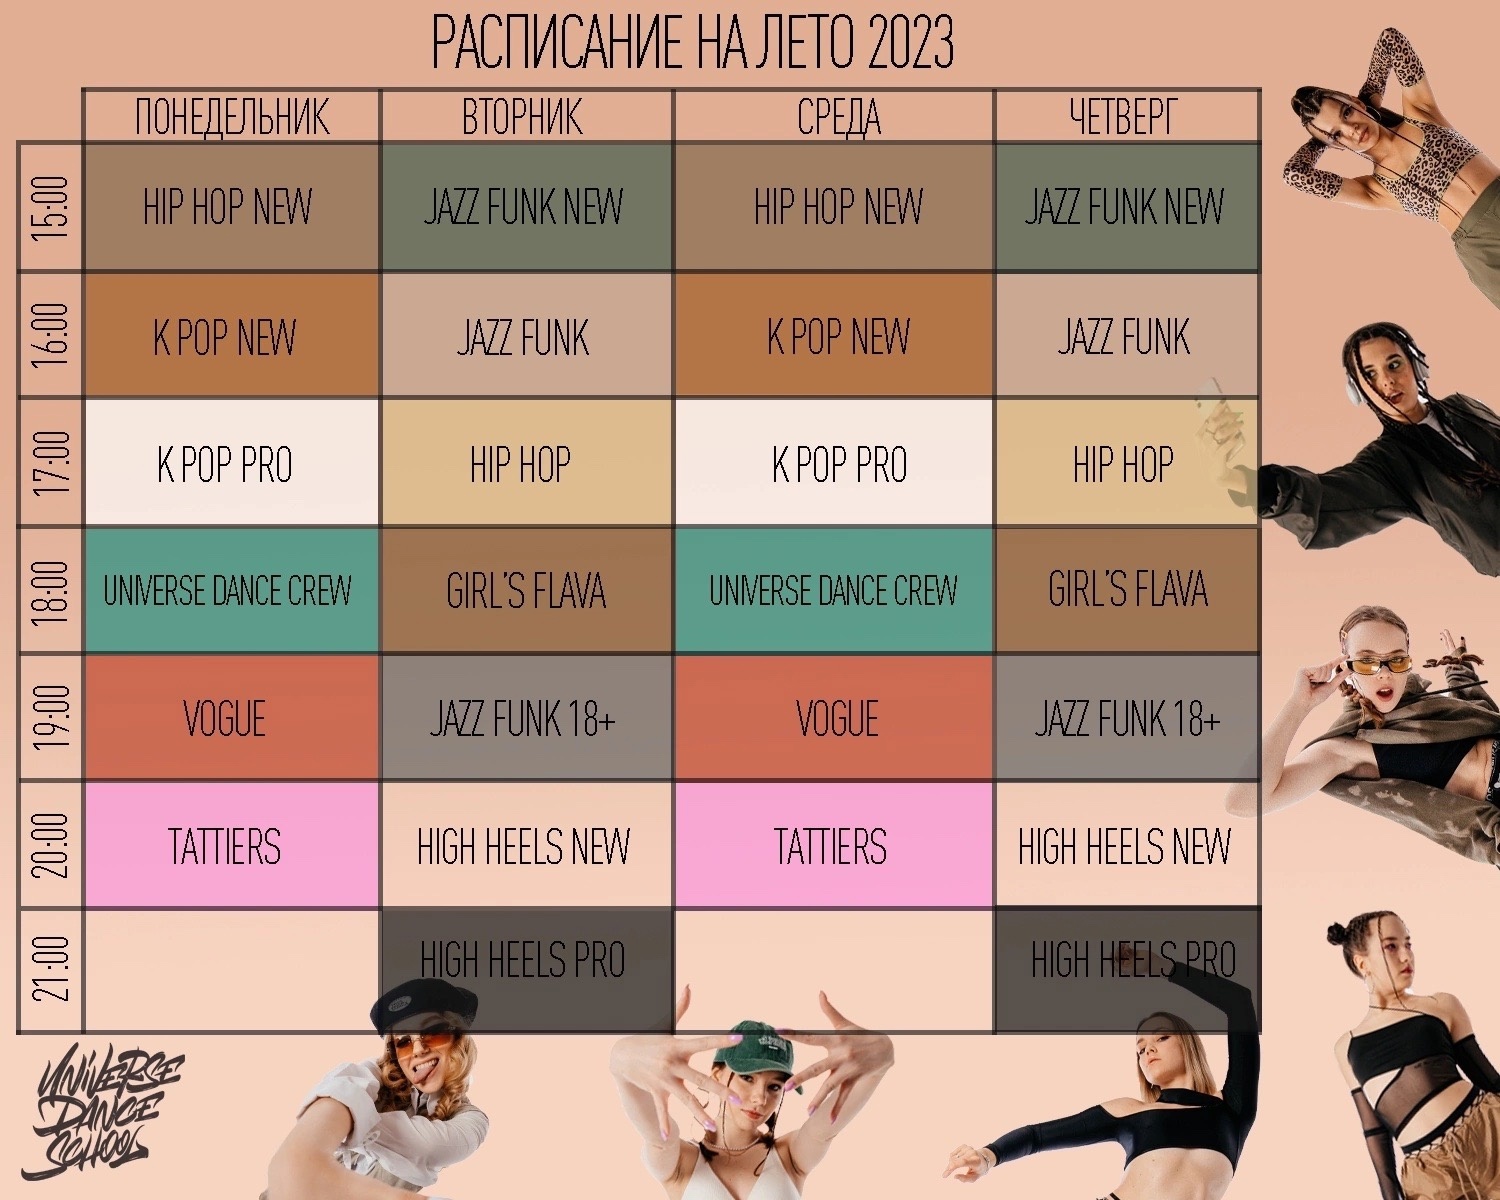 РАСПИСАНИЕ НА ЛЕТО 2023
ПОНЕДЕЛЬНИК ВТОРНИК СРЕДА ЧЕТВЕРГ
15:00 HIP HOP NEW JAZZ FUNK NEW HIP HOP NEW JAZZ FUNK NEW
16:00 K POP NEW JAZZ FUNK K POP NEW JAZZ FUNK
17:00 K POP PRO HIP HOP K POP PRO HIP HOP
18:00 UNIVERSE DANCE CREW GIRL'S FLAVA UNIVERSE DANCE CREW GIRL'S FLAVA
19:00 VOGUE JAZZ FUNK 18+ VOGUE JAZZ FUNK 18+
20:00 TATTIERS HIGH HEELS NEW TATTIERS HIGH HEELS NEW
21:00 HIGH HEELS PRO HIGH HEELS PRO
UNIVERSE
DANCE
SCHOOL